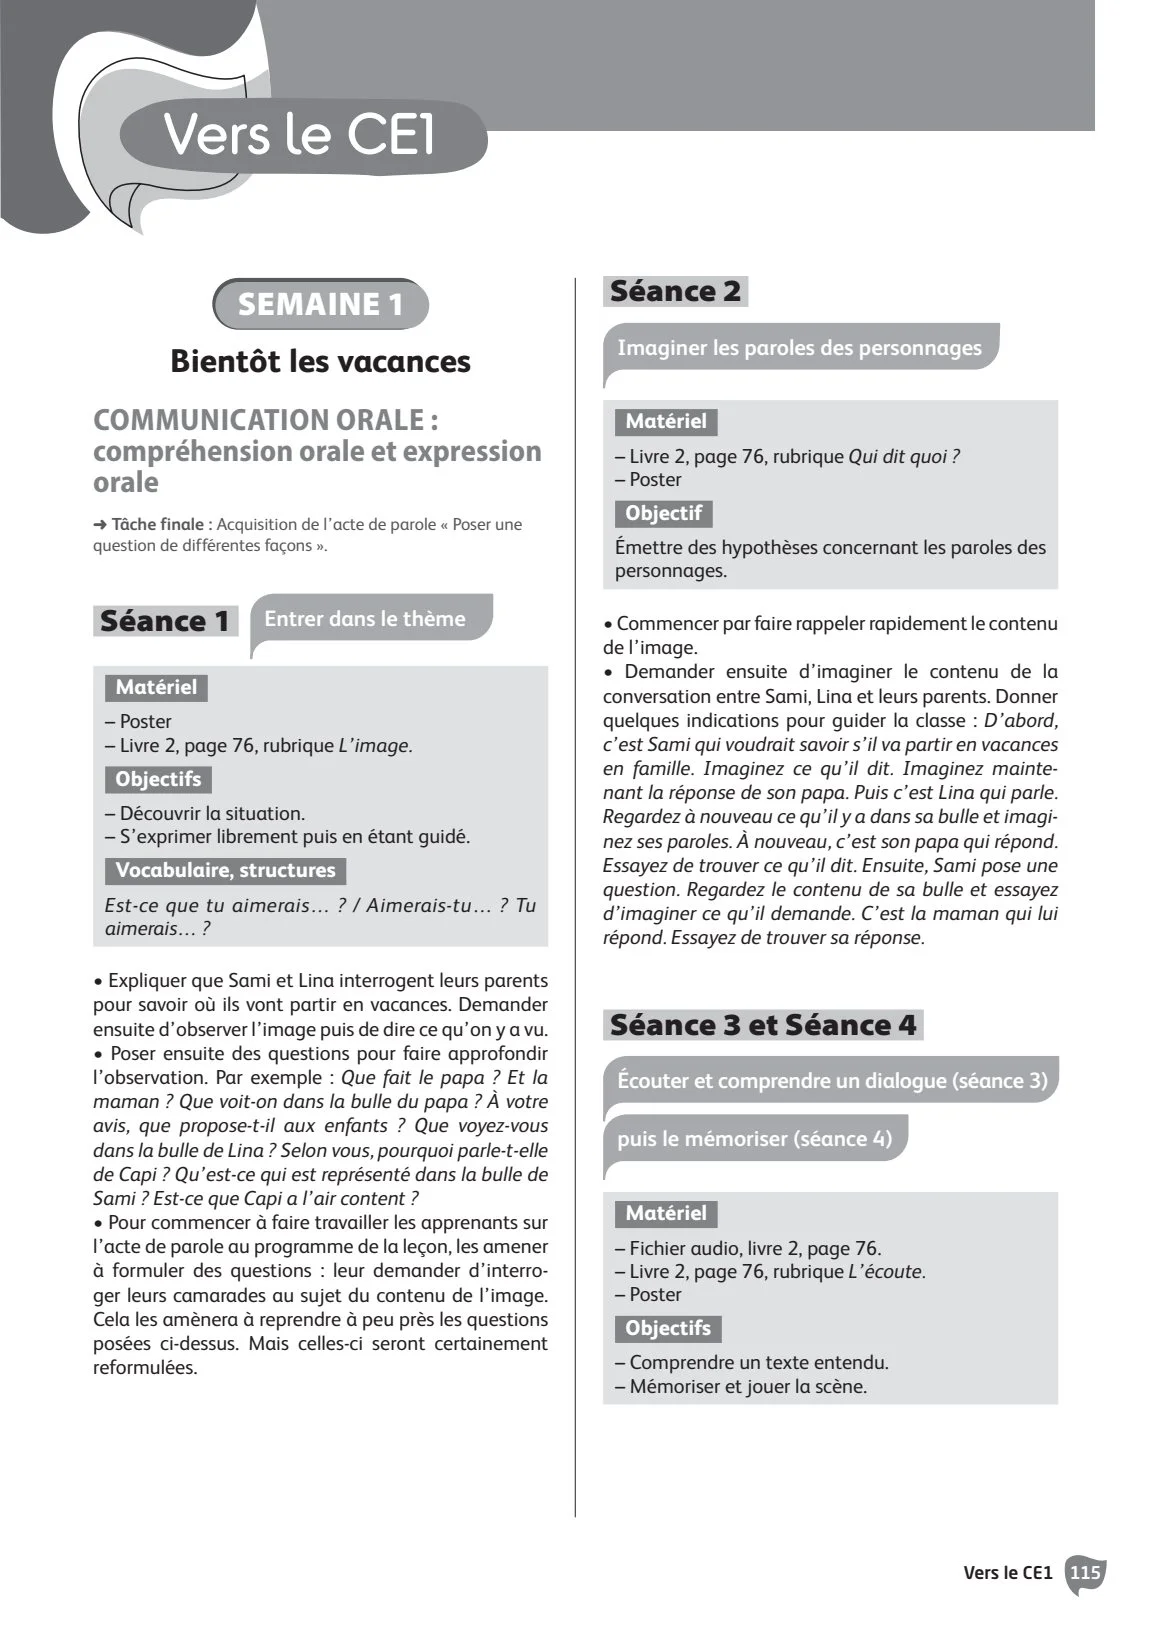 Vers le CE1
SEMAINE 1
Bientôt les vacances
COMMUNICATION ORALE :
compréhension orale et expression
orale
➜ Tâche finale : Acquisition de l'acte de parole « Poser une
question de différentes façons ».
Séance 1
Entrer dans le thème
Matériel
– Poster
– Livre 2, page 76, rubrique L'image.
Objectifs
– Découvrir la situation.
– S'exprimer librement puis en étant guidé.
Vocabulaire, structures
Est-ce que tu aimerais… ? / Aimerais-tu… ? Tu
aimerais… ?
• Expliquer que Sami et Lina interrogent leurs parents
pour savoir où ils vont partir en vacances. Demander
ensuite d'observer l'image puis de dire ce qu'on y a vu.
• Poser ensuite des questions pour faire approfondir
l'observation. Par exemple : Que fait le papa ? Et la
maman ? Que voit-on dans la bulle du papa ? À votre
avis, que propose-t-il aux enfants ? Que voyez-vous
dans la bulle de Lina ? Selon vous, pourquoi parle-t-elle
de Capi ? Qu'est-ce qui est représenté dans la bulle de
Sami ? Est-ce que Capi a l'air content ?
• Pour commencer à faire travailler les apprenants sur
l'acte de parole au programme de la leçon, les amener
à formuler des questions : leur demander d'interro-
ger leurs camarades au sujet du contenu de l'image.
Cela les amènera à reprendre à peu près les questions
posées ci-dessus. Mais celles-ci seront certainement
reformulées.
Séance 2
Imaginer les paroles des personnages
Matériel
– Livre 2, page 76, rubrique Qui dit quoi ?
– Poster
Objectif
Émettre des hypothèses concernant les paroles des
personnages.
• Commencer par faire rappeler rapidement le contenu
de l'image.
• Demander ensuite d'imaginer le contenu de la
conversation entre Sami, Lina et leurs parents. Donner
quelques indications pour guider la classe : D'abord,
c'est Sami qui voudrait savoir s'il va partir en vacances
en famille. Imaginez ce qu'il dit. Imaginez mainte-
nant la réponse de son papa. Puis c'est Lina qui parle.
Regardez à nouveau ce qu'il y a dans sa bulle et imagi-
nez ses paroles. À nouveau, c'est son papa qui répond.
Essayez de trouver ce qu'il dit. Ensuite, Sami pose une
question. Regardez le contenu de sa bulle et essayez
d'imaginer ce qu'il demande. C'est la maman qui lui
répond. Essayez de trouver sa réponse.
Séance 3 et Séance 4
Écouter et comprendre un dialogue (séance 3)
puis le mémoriser (séance 4)
Matériel
– Fichier audio, livre 2, page 76.
– Livre 2, page 76, rubrique L'écoute.
– Poster
Objectifs
– Comprendre un texte entendu.
– Mémoriser et jouer la scène.
Vers le CE1 115